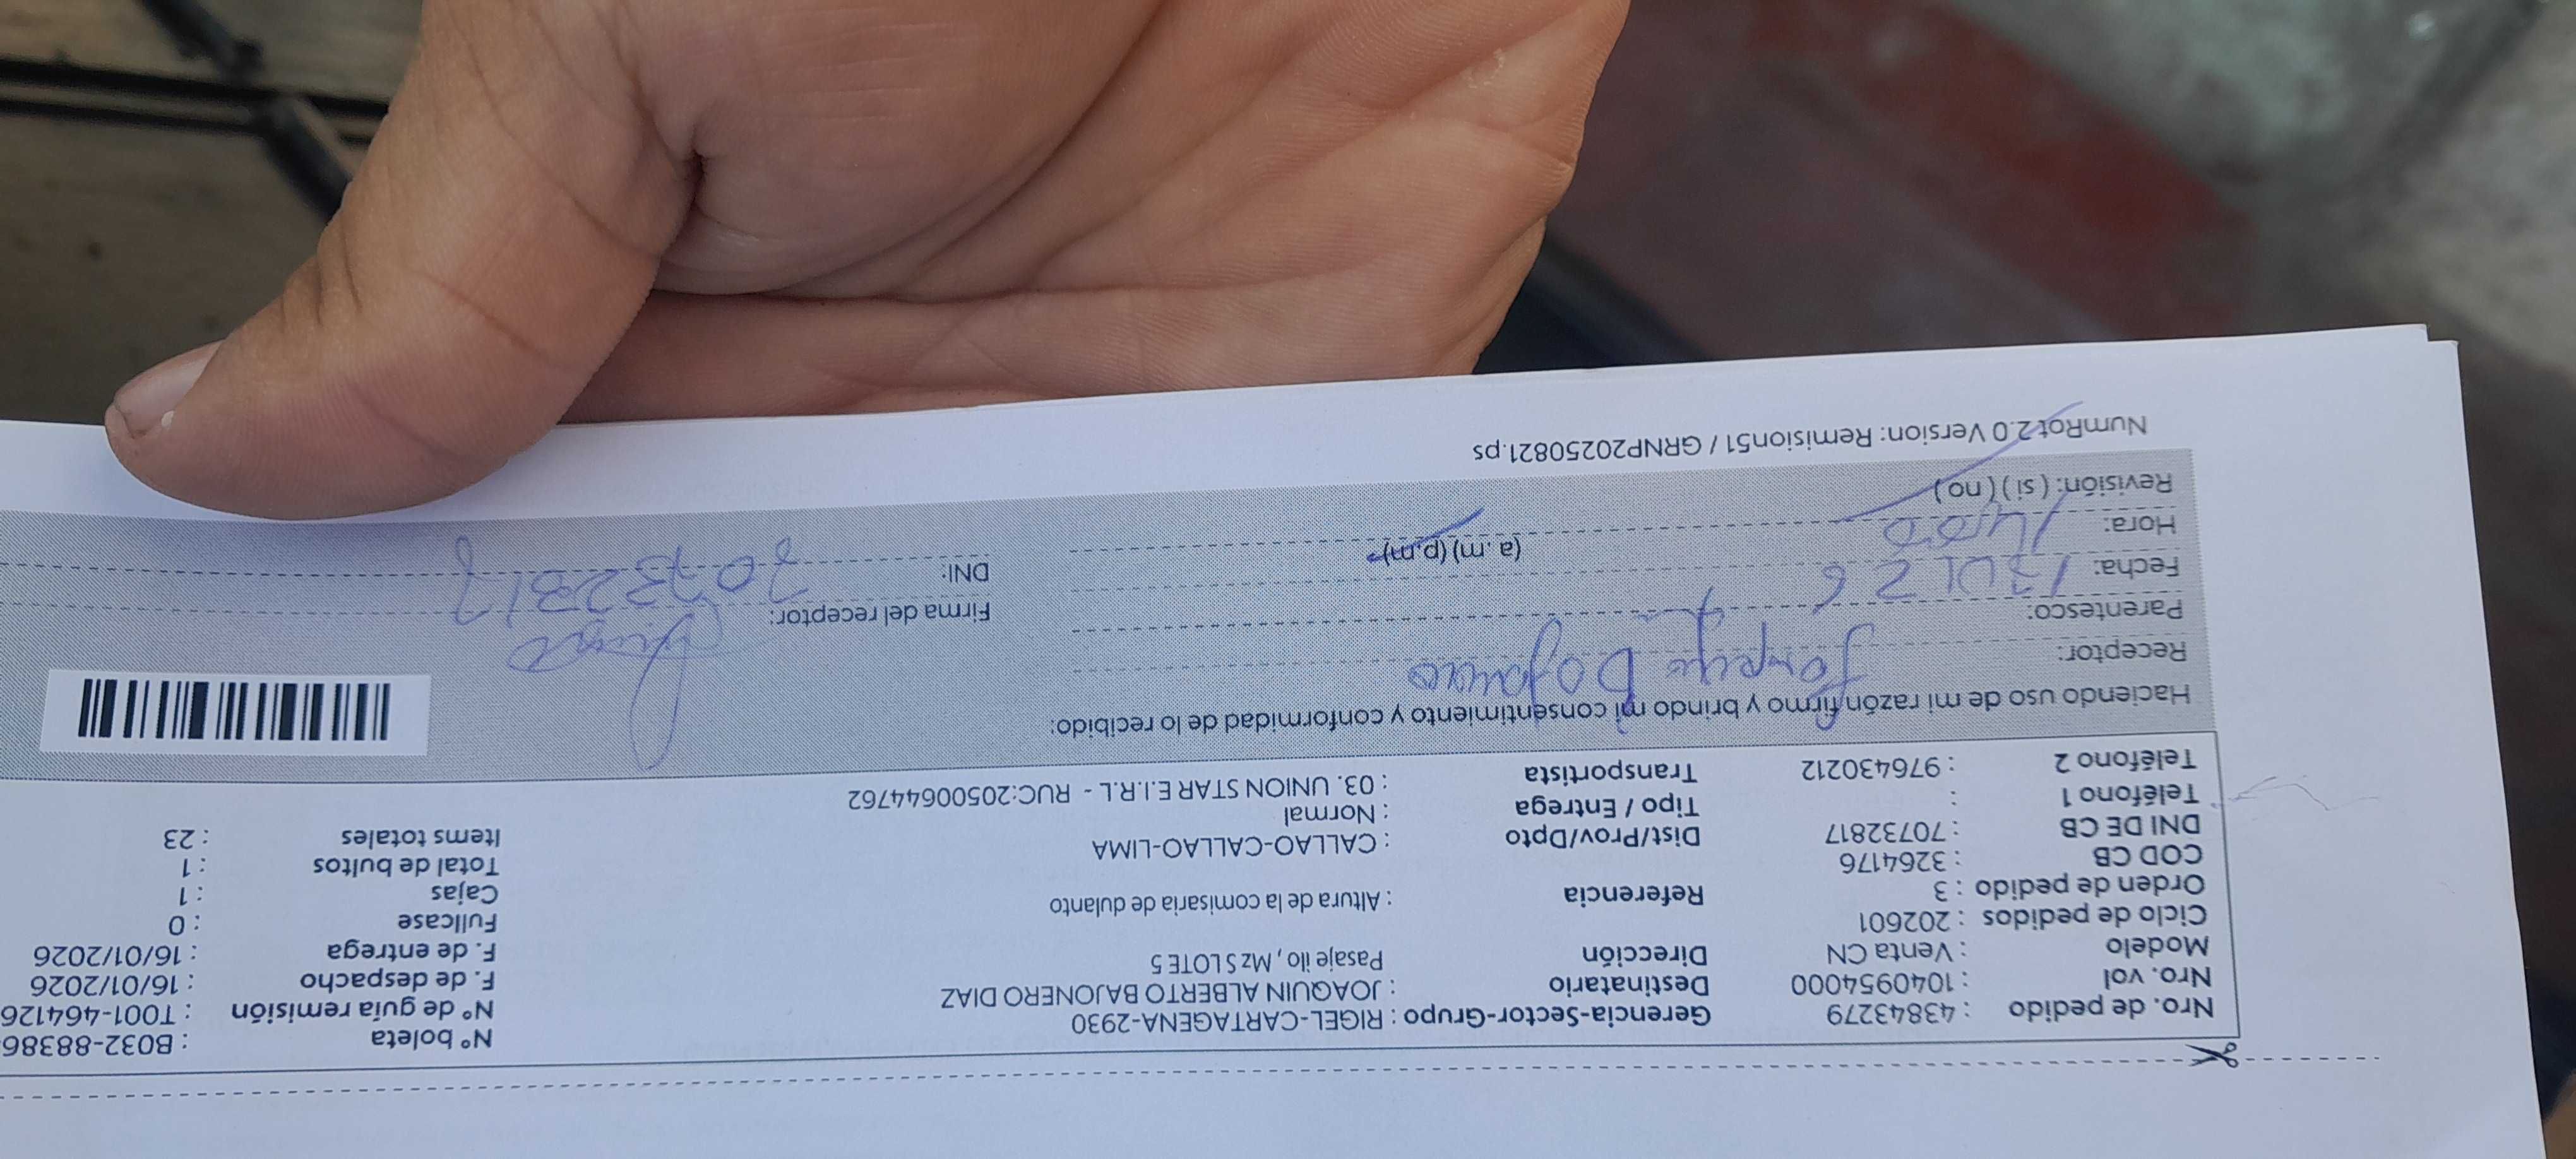 Nro. de pedido : 43843279 Gerencia-Sector-Grupo : RIGEL-CARTAGENA-2930 N° boleta : B032-88386
Nro. vol : 1040954000 Destinatario : JOAQUIN ALBERTO BAJONERO DIAZ N° de guía remisión : T001-464126
Modelo : Venta CN Dirección Pasaje ilo , Mz S LOTE 5 F. de despacho : 16/01/2026
Ciclo de pedidos : 202601 F. de entrega : 16/01/2026
Orden de pedido : 3 Referencia : Altura de la comisaria de dulanto Fullcase : 0
COD CB : 3264176 Cajas : 1
DNI DE CB : 70732817 Dist/Prov/Dpto : CALLAO-CALLAO-LIMA Total de bultos : 1
Teléfono 1 : Tipo / Entrega : Normal Items totales : 23
Teléfono 2 : 976430212 Transportista : 03. UNION STAR E.I.R.L - RUC:20500644762
Haciendo uso de mi razón firmo y brindo mi consentimiento y conformidad de lo recibido:
Receptor:
Parentesco: Firma del receptor:
Fecha: DNI: 70732817
Hora: (a .m) (p.m)
Revisión: ( si ) ( no )
NumRot 2.0 Version: Remision51 / GRNP20250821.ps